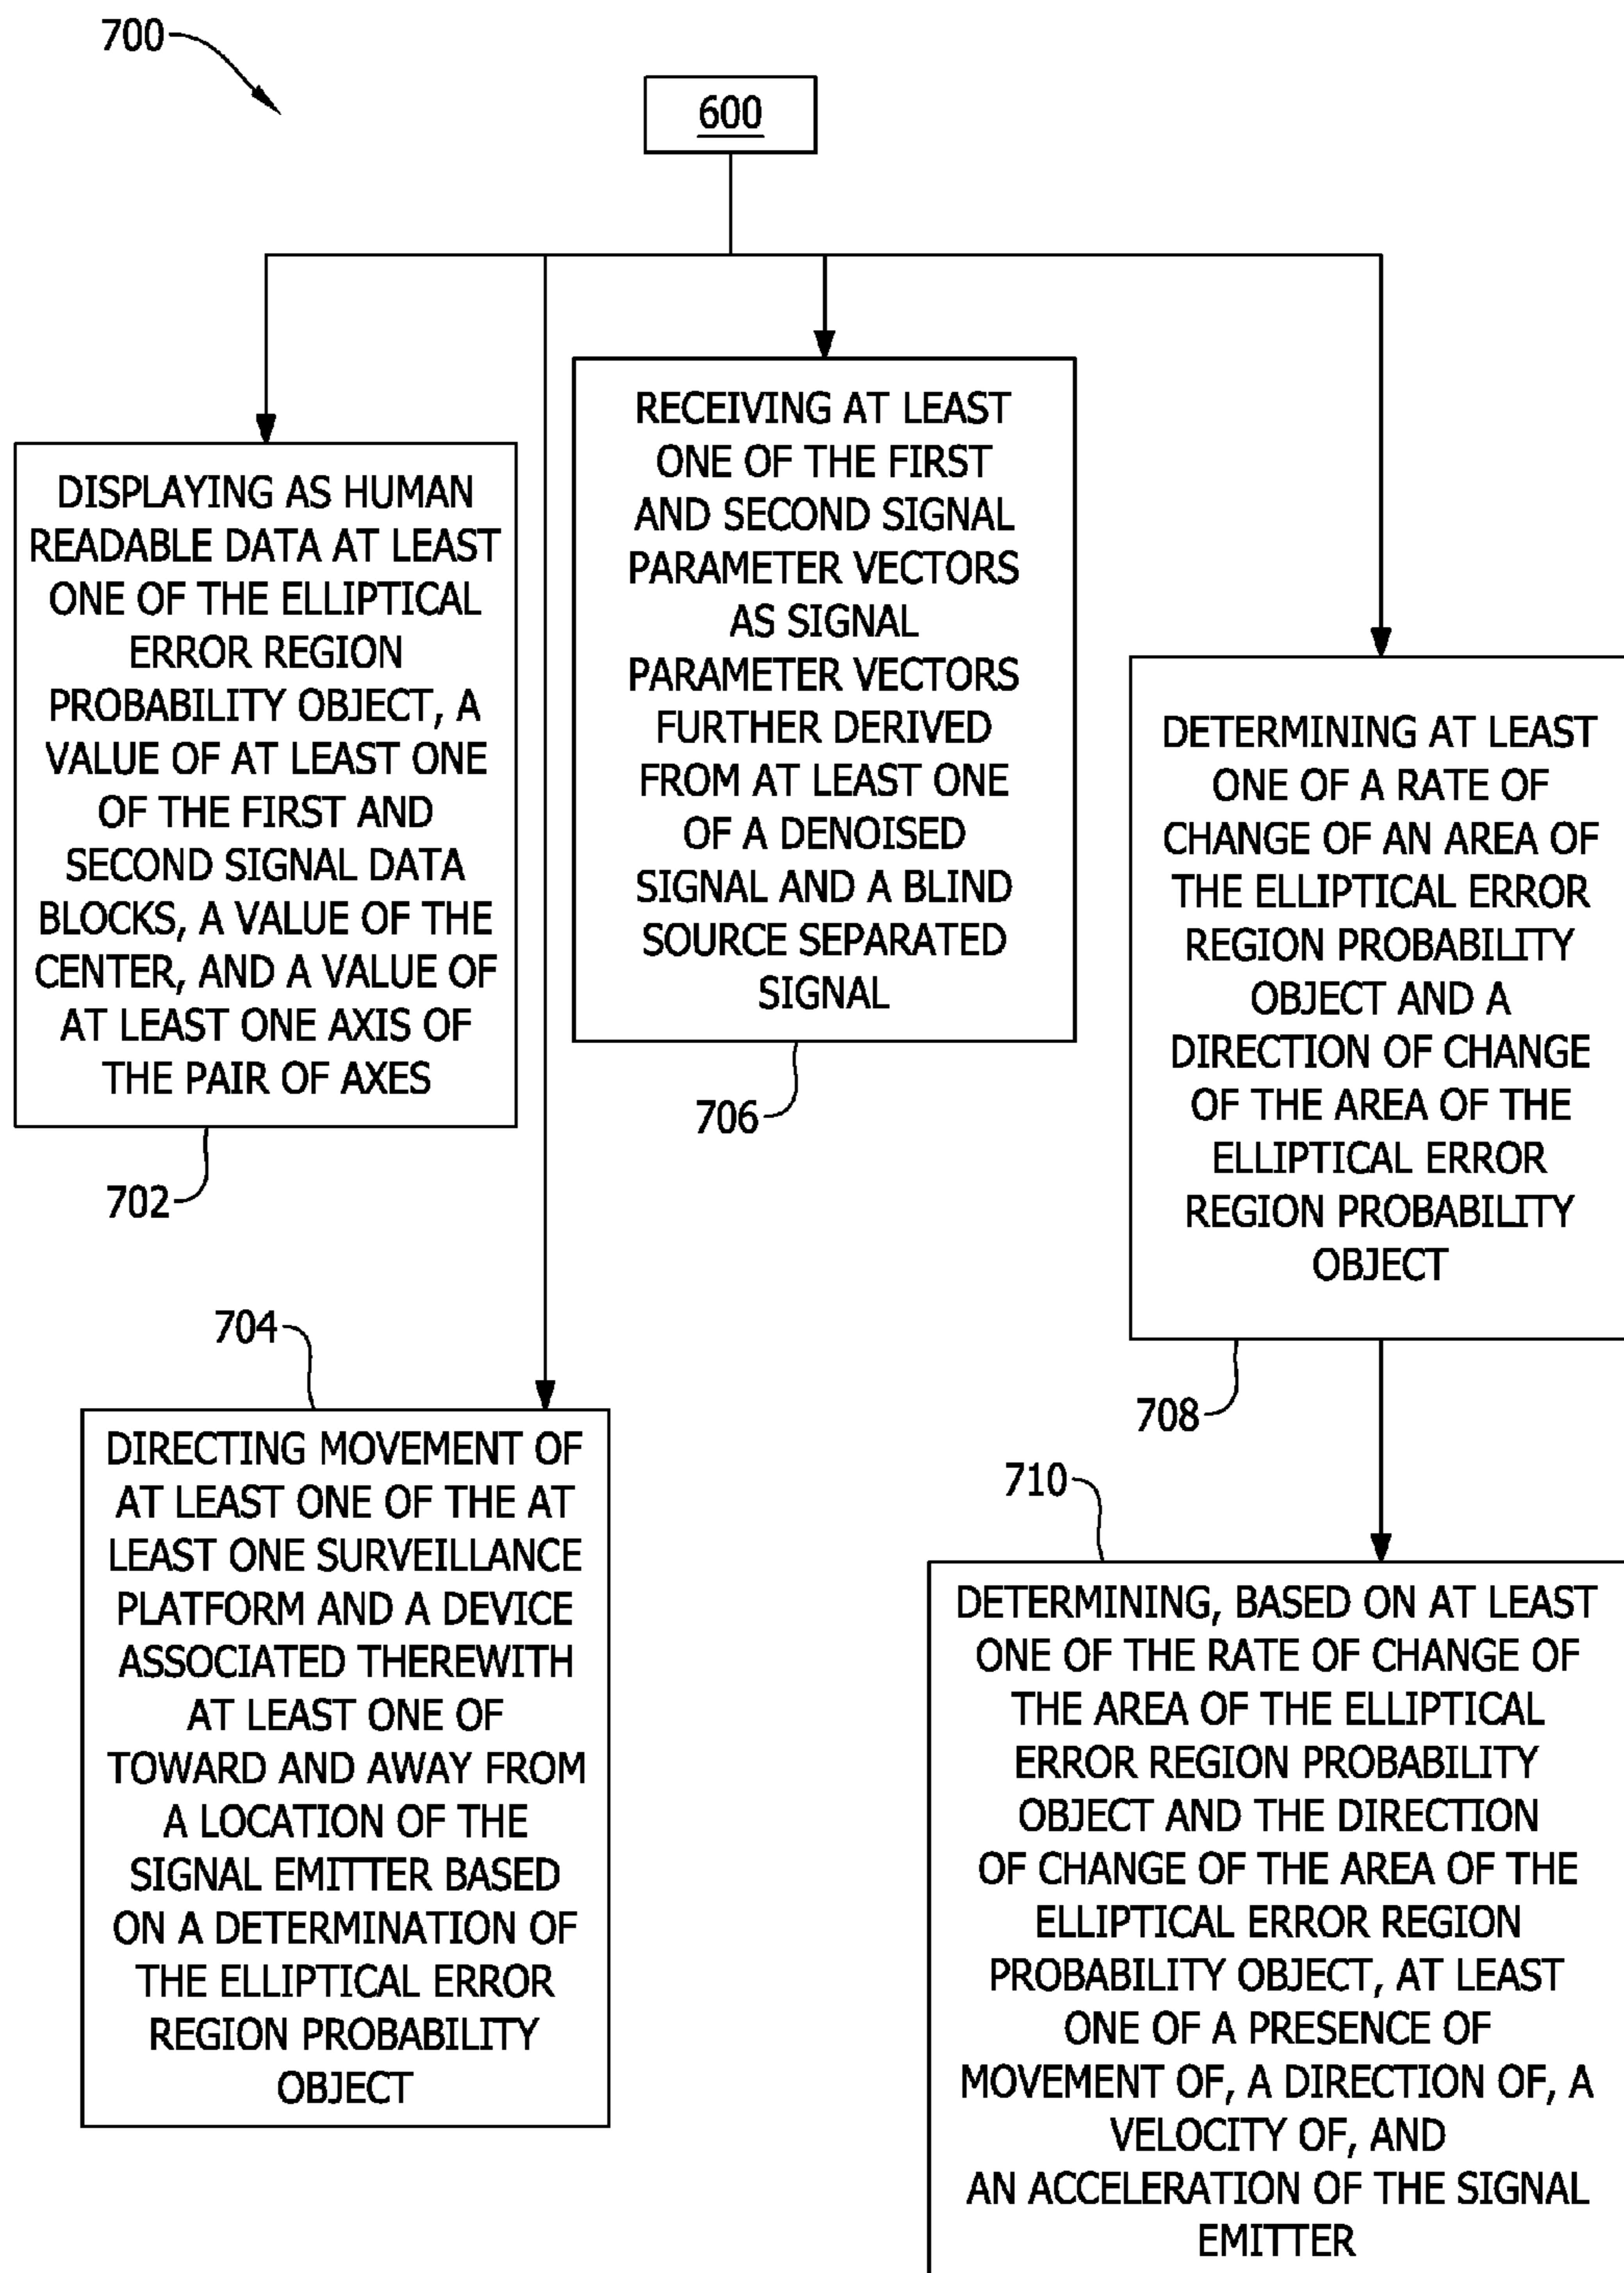 700
600
DISPLAYING AS HUMAN
READABLE DATA AT LEAST
ONE OF THE ELLIPTICAL
ERROR REGION
PROBABILITY OBJECT, A
VALUE OF AT LEAST ONE
OF THE FIRST AND
SECOND SIGNAL DATA
BLOCKS, A VALUE OF THE
CENTER, AND A VALUE OF
AT LEAST ONE AXIS OF
THE PAIR OF AXES
702
RECEIVING AT LEAST
ONE OF THE FIRST
AND SECOND SIGNAL
PARAMETER VECTORS
AS SIGNAL
PARAMETER VECTORS
FURTHER DERIVED
FROM AT LEAST ONE
OF A DENOISED
SIGNAL AND A BLIND
SOURCE SEPARATED
SIGNAL
706
DETERMINING AT LEAST
ONE OF A RATE OF
CHANGE OF AN AREA OF
THE ELLIPTICAL ERROR
REGION PROBABILITY
OBJECT AND A
DIRECTION OF CHANGE
OF THE AREA OF THE
ELLIPTICAL ERROR
REGION PROBABILITY
OBJECT
708
704
DIRECTING MOVEMENT OF
AT LEAST ONE OF THE AT
LEAST ONE SURVEILLANCE
PLATFORM AND A DEVICE
ASSOCIATED THEREWITH
AT LEAST ONE OF
TOWARD AND AWAY FROM
A LOCATION OF THE
SIGNAL EMITTER BASED
ON A DETERMINATION OF
THE ELLIPTICAL ERROR
REGION PROBABILITY
OBJECT
710
DETERMINING, BASED ON AT LEAST
ONE OF THE RATE OF CHANGE OF
THE AREA OF THE ELLIPTICAL
ERROR REGION PROBABILITY
OBJECT AND THE DIRECTION
OF CHANGE OF THE AREA OF THE
ELLIPTICAL ERROR REGION
PROBABILITY OBJECT, AT LEAST
ONE OF A PRESENCE OF
MOVEMENT OF, A DIRECTION OF, A
VELOCITY OF, AND
AN ACCELERATION OF THE SIGNAL
EMITTER